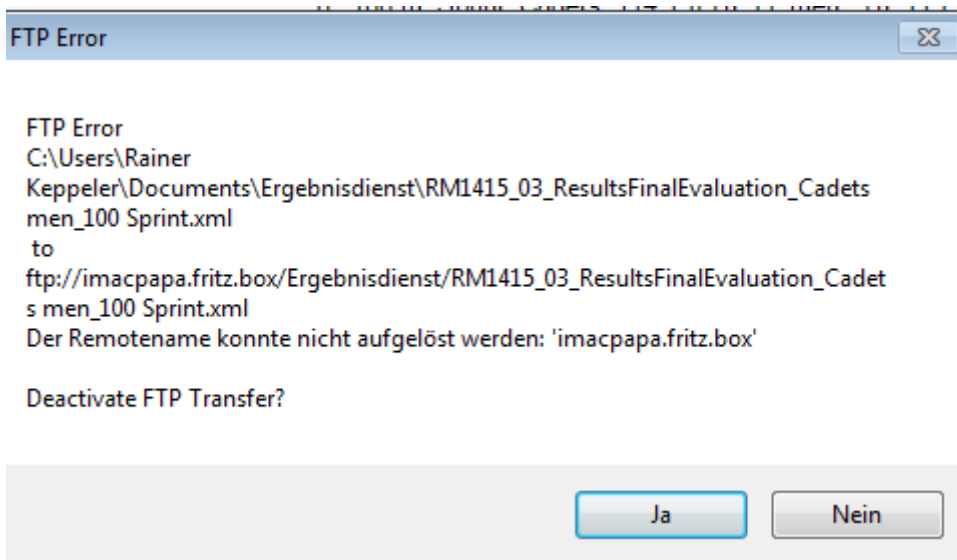 FTP Error
FTP Error
C:\Users\Rainer
Keppeler\Documents\Ergebnisdienst\RM1415_03_ResultsFinalEvaluation_Cadets
men_100 Sprint.xml
to
ftp://imacpapa.fritz.box/Ergebnisdienst/RM1415_03_ResultsFinalEvaluation_Cadet
s men_100 Sprint.xml
Der Remotename konnte nicht aufgelöst werden: 'imacpapa.fritz.box'
Deactivate FTP Transfer?
Ja Nein